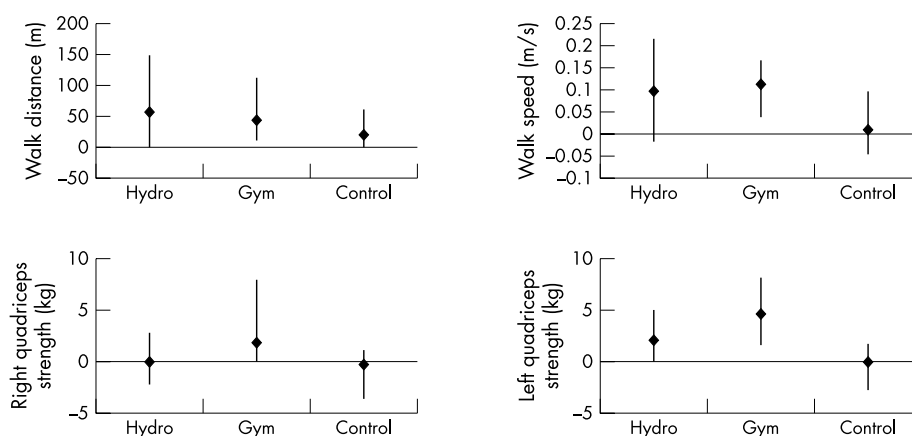 Walk distance (m)
200
150
100
50
0
–50
Hydro Gym Control
Walk speed (m/s)
0.25
0.2
0.15
0.1
0.05
0
–0.05
–0.1
Hydro Gym Control
Right quadriceps
strength (kg)
10
5
0
–5
Hydro Gym Control
Left quadriceps
strength (kg)
10
5
0
–5
Hydro Gym Control